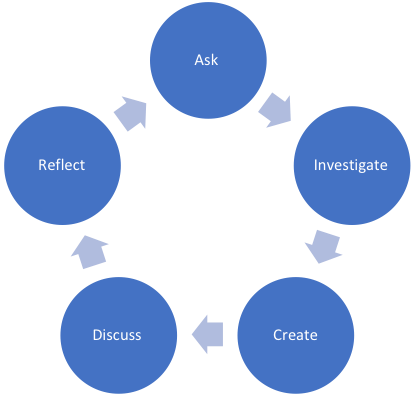 Ask
Investigate
Create
Discuss
Reflect